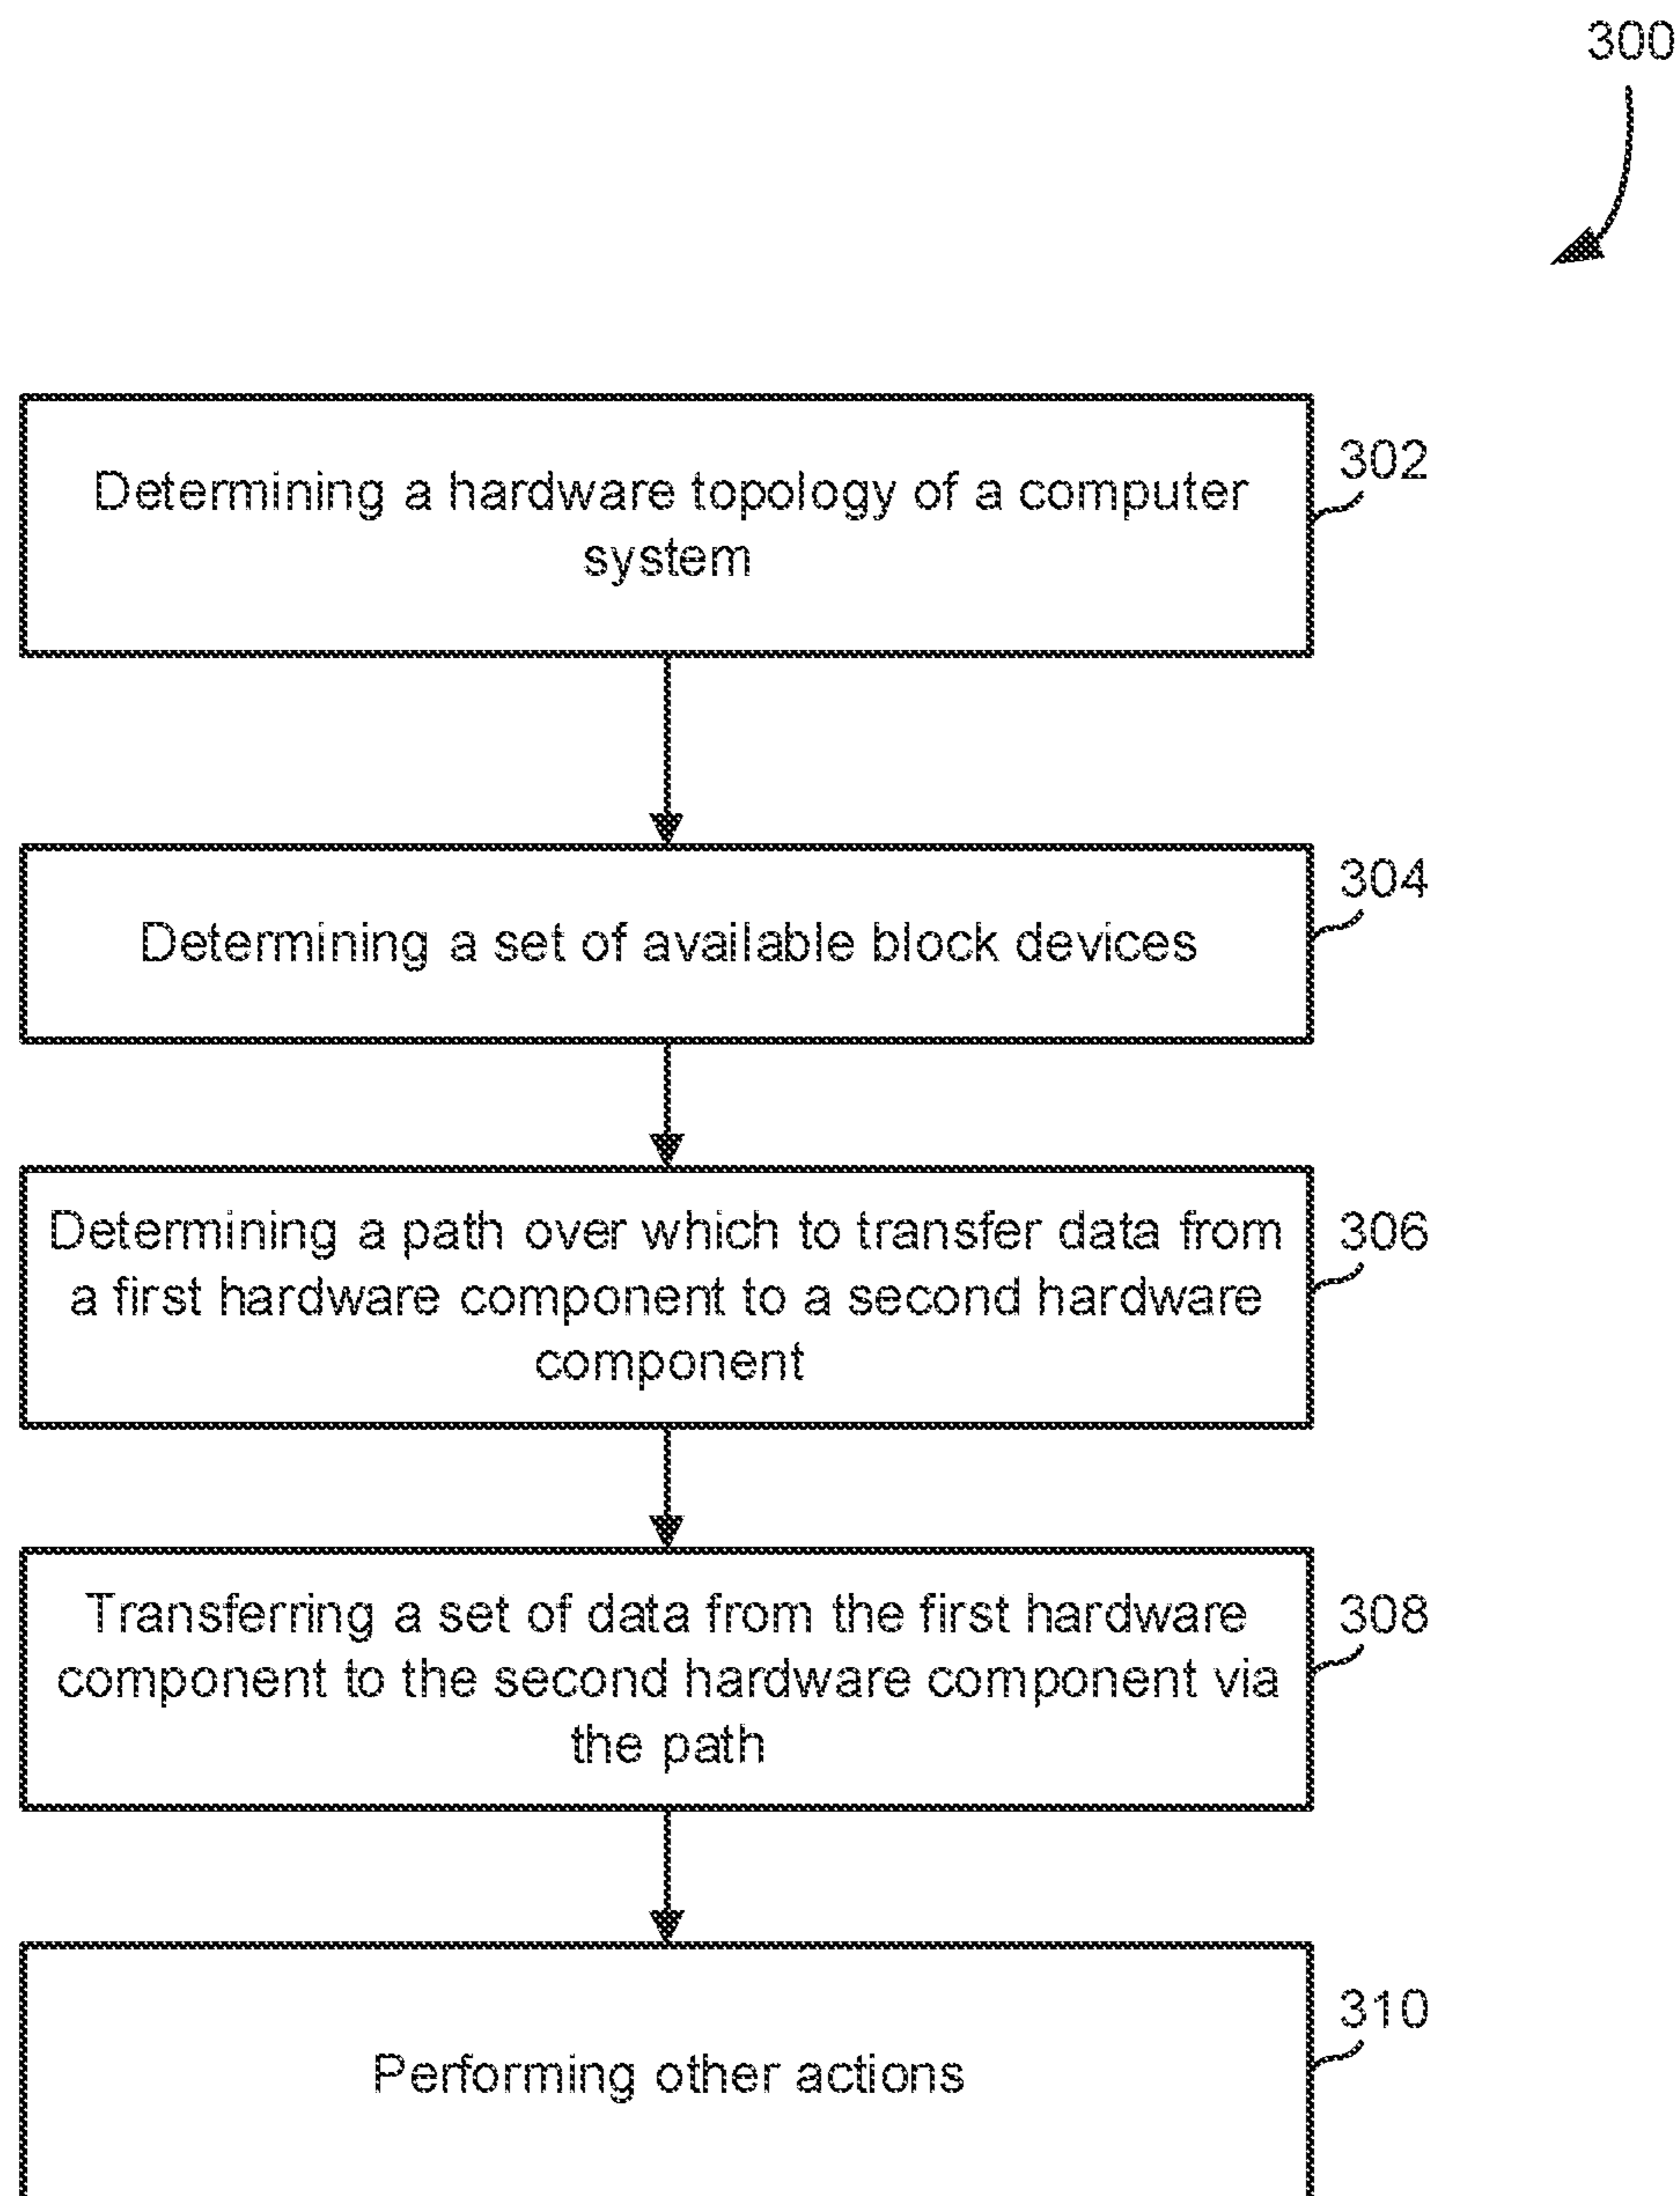 300
Determining a hardware topology of a computer
system
302
Determining a set of available block devices
304
Determining a path over which to transfer data from
a first hardware component to a second hardware
component
306
Transferring a set of data from the first hardware
component to the second hardware component via
the path
308
Performing other actions
310